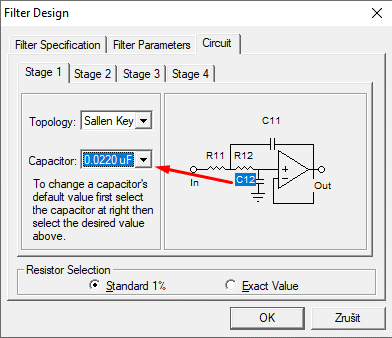 Filter Design
Filter Specification Filter Parameters Circuit
Stage 1 Stage 2 Stage 3 Stage 4
Topology: Sallen Key
Capacitor: 0.0220 uF
To change a capacitor's
default value first select
the capacitor at right then
select the desired value
above.
C11
R11 R12
C12
In
+
-
Out
Resistor Selection
Standard 1% Exact Value
OK Zrušit